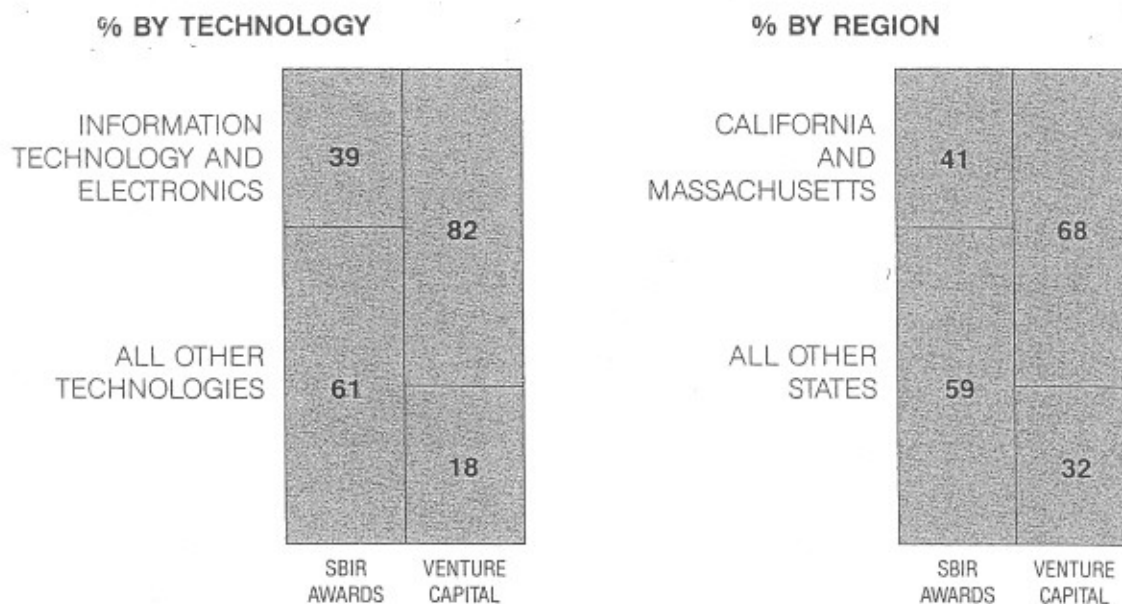 % BY TECHNOLOGY
INFORMATION
TECHNOLOGY AND
ELECTRONICS
39
82
ALL OTHER
TECHNOLOGIES
61
18
SBIR
AWARDS
VENTURE
CAPITAL
% BY REGION
CALIFORNIA
AND
MASSACHUSETTS
41
68
ALL OTHER
STATES
59
32
SBIR
AWARDS
VENTURE
CAPITAL